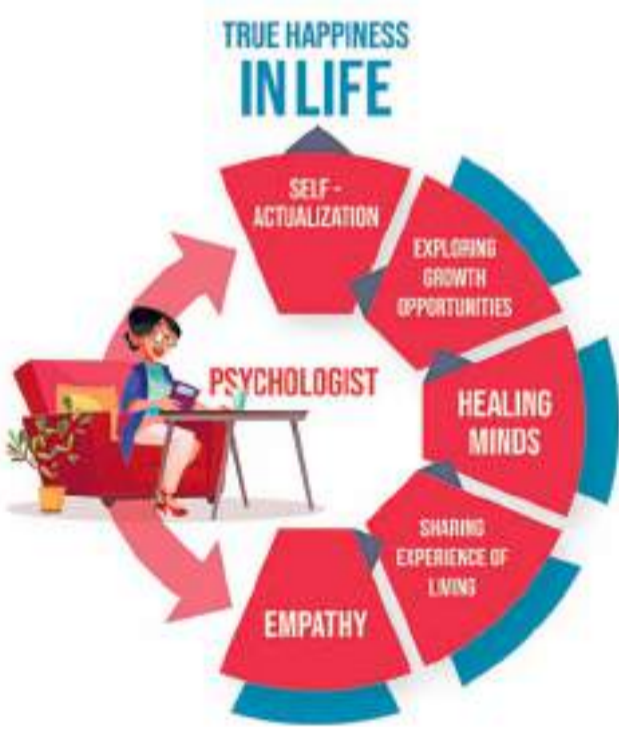 TRUE HAPPINESS
IN LIFE
SELF -
ACTUALIZATION
EXPLORING
GROWTH
OPPORTUNITIES
PSYCHOLOGIST
HEALING
MINDS
SHARING
EXPERIENCE OF
LIVING
EMPATHY